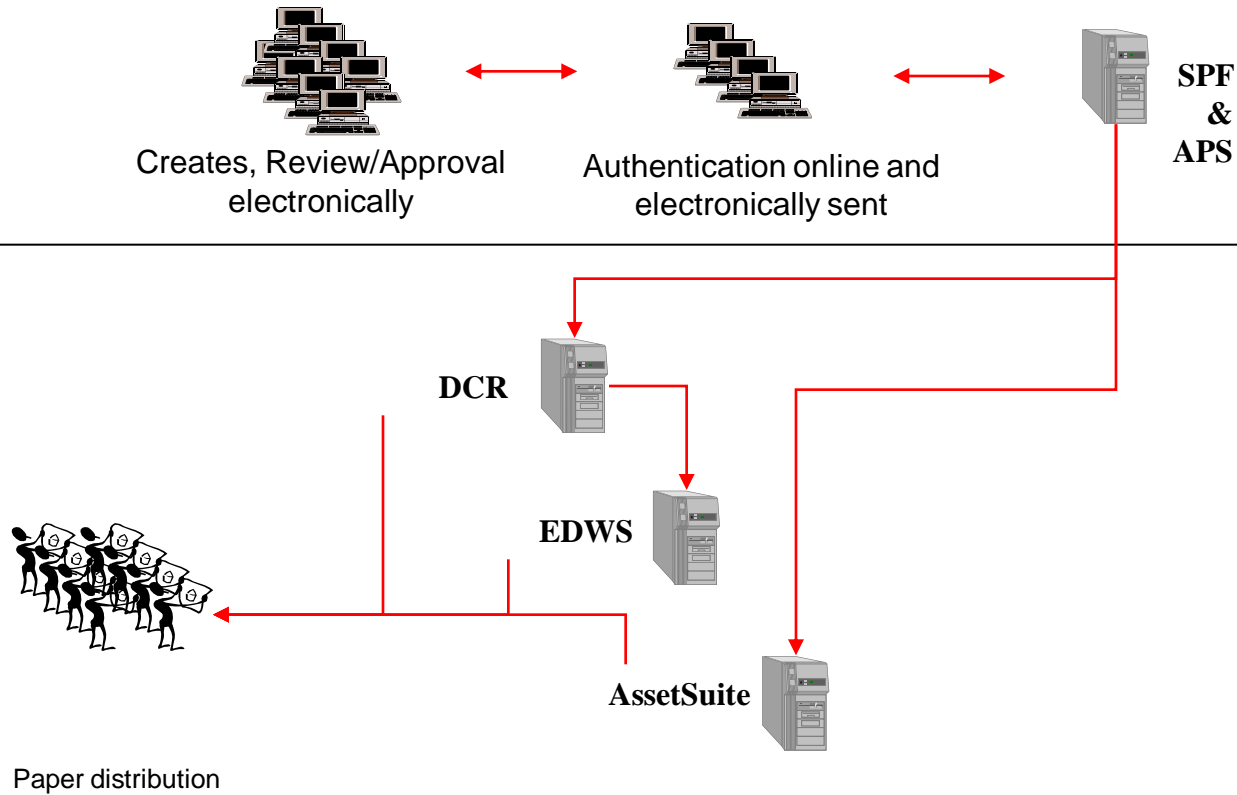 SPF
&
APS
Creates, Review/Approval
electronically
Authentication online and
electronically sent
DCR
EDWS
AssetSuite
Paper distribution